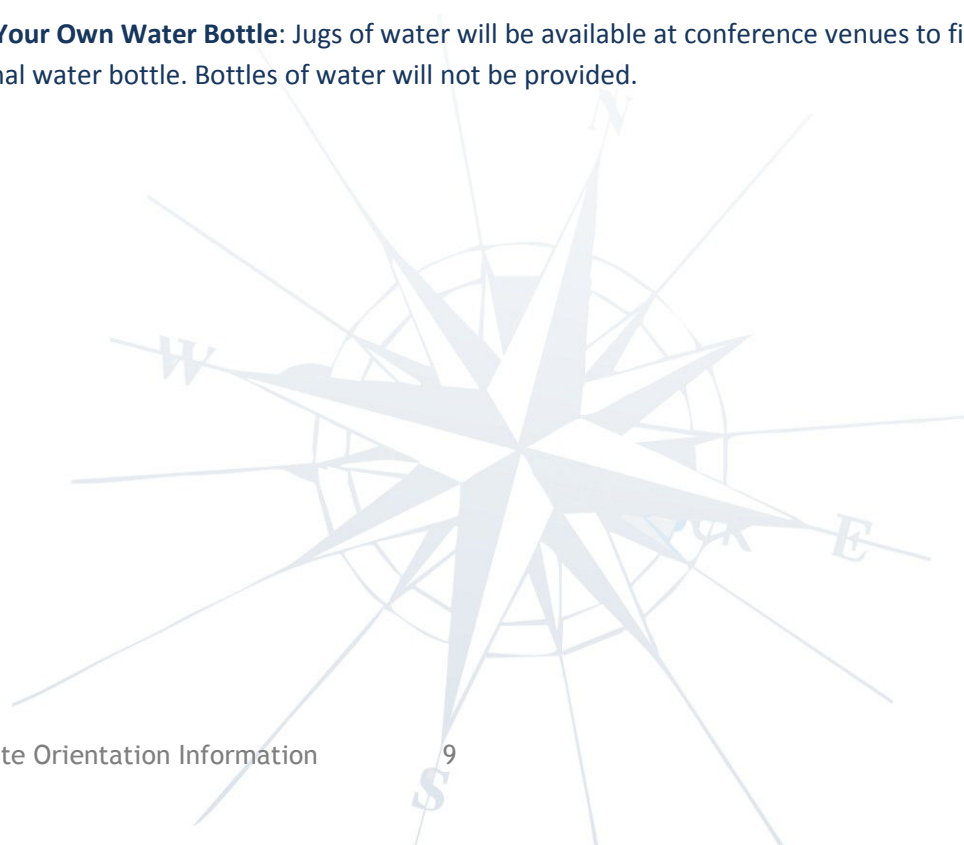 Your Own Water Bottle: Jugs of water will be available at conference venues to fi
nal water bottle. Bottles of water will not be provided.
N
W
E
te Orientation Information 9
S